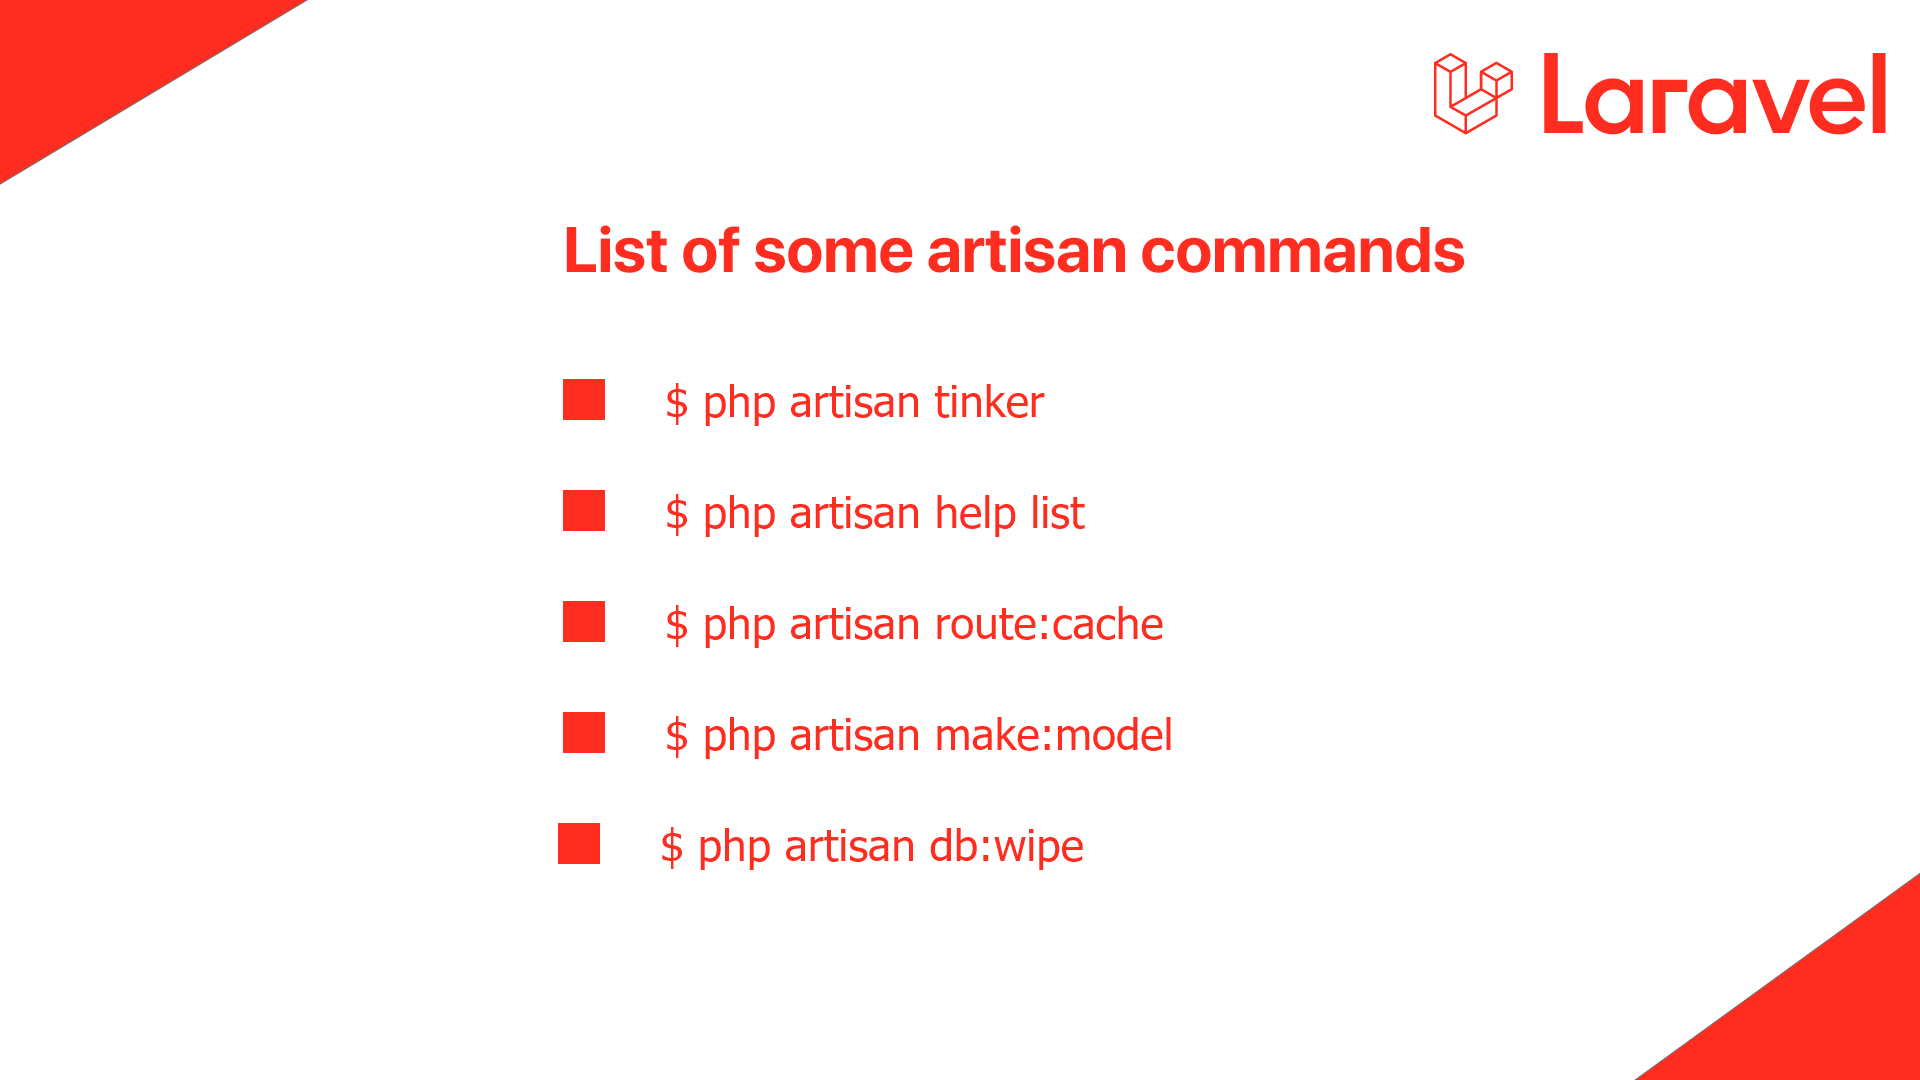 Laravel
List of some artisan commands
$ php artisan tinker
$ php artisan help list
$ php artisan route:cache
$ php artisan make:model
$ php artisan db:wipe